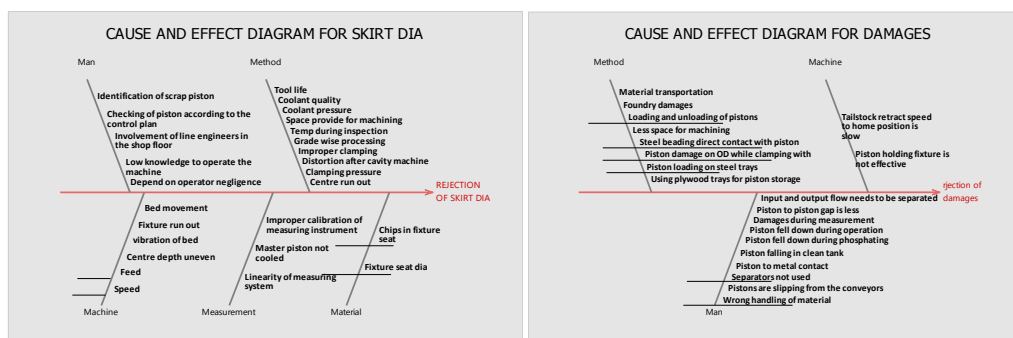 CAUSE AND EFFECT DIAGRAM FOR SKIRT DIA
Man
Method
Identification of scrap piston
Checking of piston according to the
control plan
Involvement of line engineers in
the shop floor
Low knowledge to operate the
machine
Depend on operator negligence
Tool life
Coolant quality
Coolant pressure
Space provide for machining
Temp during inspection
Grade wise processing
Improper clamping
Distortion after cavity machine
Clamping pressure
Centre run out
REJECTION
OF SKIRT DIA
Bed movement
Fixture run out
vibration of bed
Centre depth uneven
Feed
Speed
Improper calibration of
measuring instrument
Master piston not
cooled
Linearity of measuring
system
Chips in fixture
seat
Fixture seat dia
Machine
Measurement
Material
CAUSE AND EFFECT DIAGRAM FOR DAMAGES
Method
Machine
Material transportation
Foundry damages
Loading and unloading of pistons
Less space for machining
Steel beading direct contact with piston
Piston damage on OD while clamping with
Piston loading on steel trays
Using plywood trays for piston storage
Tailstock retract speed
to home position is
slow
Piston holding fixture is
not effective
rjection of
damages
Input and output flow needs to be separated
Piston to piston gap is less
Damages during measurement
Piston fell down during operation
Piston fell down during phosphating
Piston falling in clean tank
Piston to metal contact
Separators not used
Pistons are slipping from the conveyors
Wrong handling of material
Man